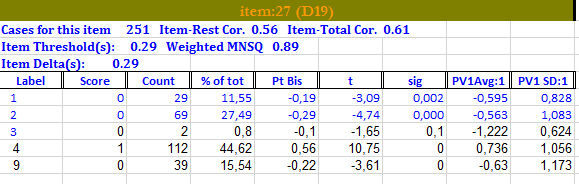 item:27 (D19)
Cases for this item 251 Item-Rest Cor. 0.56 Item-Total Cor. 0.61
Item Threshold(s): 0.29 Weighted MNSQ 0.89
Item Delta(s): 0.29
Label Score Count % of tot Pt Bis t sig PV1Avg:1 PV1 SD:1
1 0 29 11,55 -0,19 -3,09 0,002 -0,595 0,828
2 0 69 27,49 -0,29 -4,74 0,000 -0,563 1,083
3 0 2 0,8 -0,1 -1,65 0,1 -1,222 0,624
4 1 112 44,62 0,56 10,75 0 0,736 1,056
9 0 39 15,54 -0,22 -3,61 0 -0,63 1,173